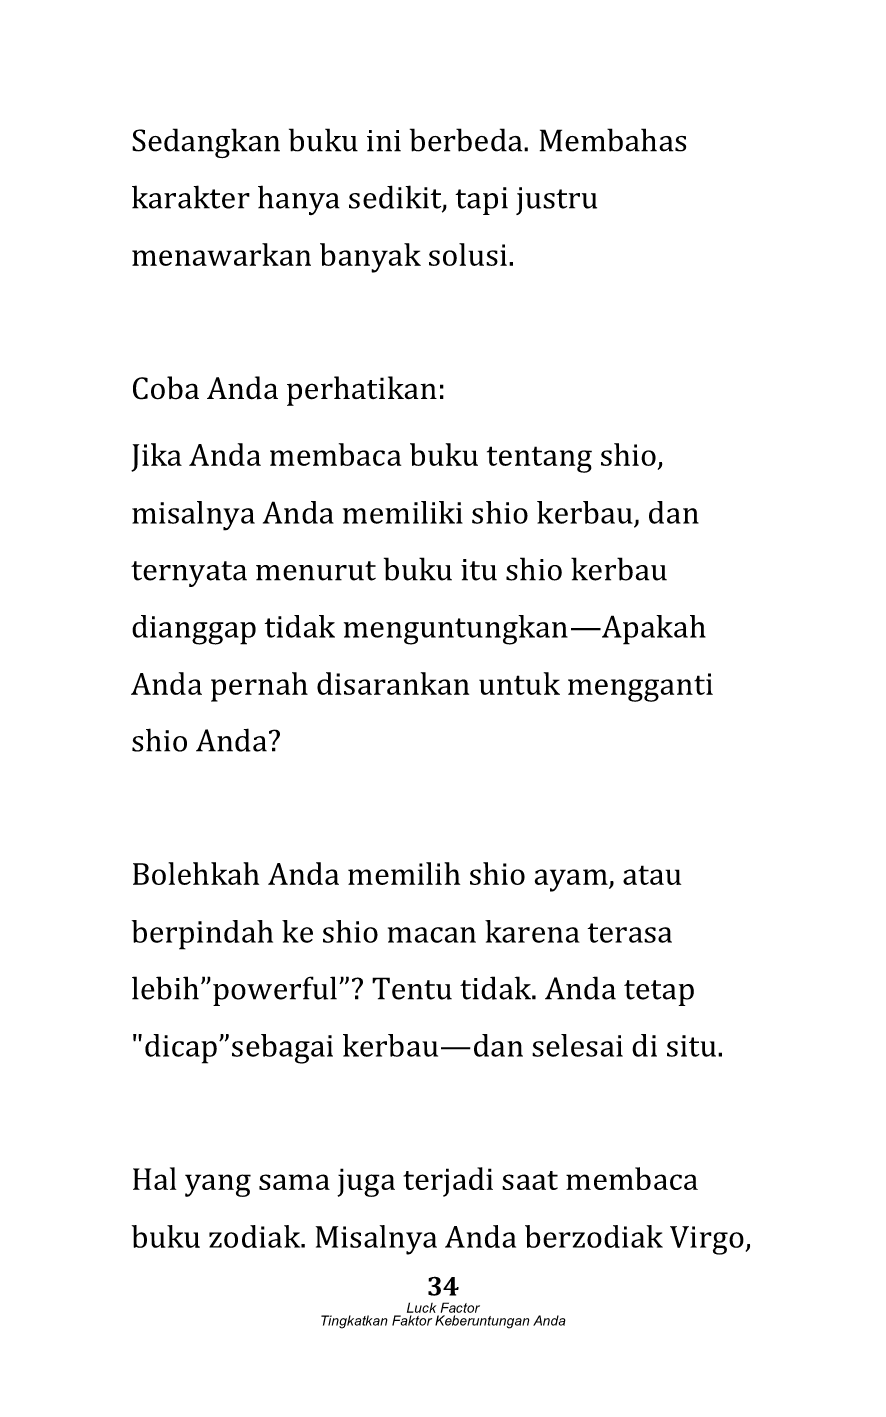 Sedangkan buku ini berbeda. Membahas
karakter hanya sedikit, tapi justru
menawarkan banyak solusi.
Coba Anda perhatikan:
Jika Anda membaca buku tentang shio,
misalnya Anda memiliki shio kerbau, dan
ternyata menurut buku itu shio kerbau
dianggap tidak menguntungkan—Apakah
Anda pernah disarankan untuk mengganti
shio Anda?
Bolehkah Anda memilih shio ayam, atau
berpindah ke shio macan karena terasa
lebih”powerful”? Tentu tidak. Anda tetap
"dicap”sebagai kerbau—dan selesai di situ.
Hal yang sama juga terjadi saat membaca
buku zodiak. Misalnya Anda berzodiak Virgo,
34
Luck Factor
Tingkatkan Faktor Keberuntungan Anda